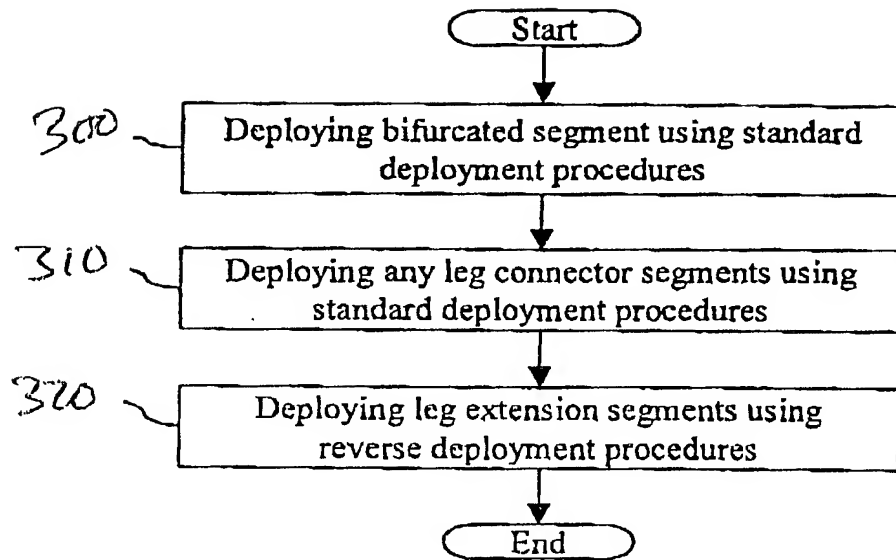 Start
300
Deploying bifurcated segment using standard
deployment procedures
310
Deploying any leg connector segments using
standard deployment procedures
320
Deploying leg extension segments using
reverse deployment procedures
End